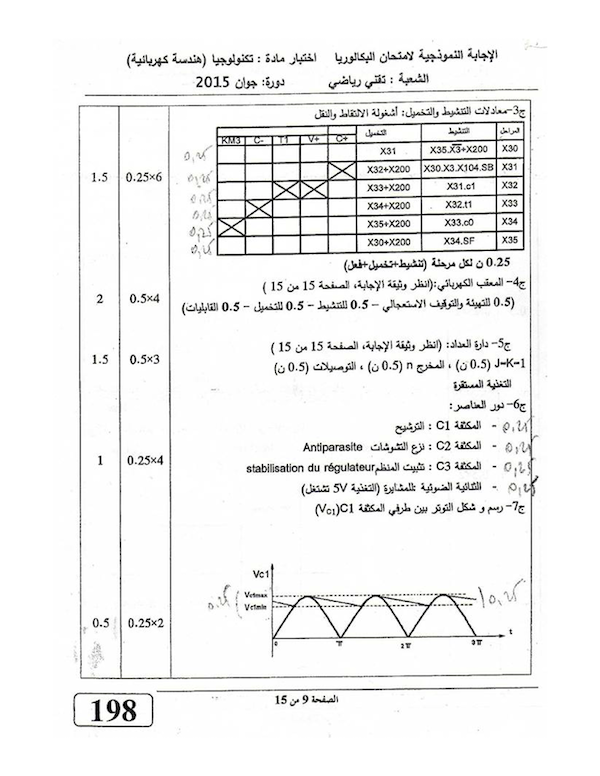 الإجابة النموذجية لامتحان البكالوريا اختبار مادة : تكنولوجيا (هندسة كهربائية)
الشعبة : تقني رياضي دورة: جوان 2015
ج3-معادلات التنشيط والتخميل: أشغولة الالتقاط والنقل
المراحل التنشيط التخميل C+ V+ T1 C- KM3
X30 X35.X̅3+X200 X31 0,25
X31 X30.X3.X104.SB X32+X200 0,25
X32 X31.c1 X33+X200 0,25
X33 X32.t1 X34+X200 0,25
X34 X33.c0 X35+X200 0,25
X35 X34.SF X30+X200 0,25
0.25×6 1.5
0.25 ن لكل مرحلة (تنشيط+تخميل+فعل)
ج4- المعقب الكهربائي:(انظر وثيقة الإجابة، الصفحة 15 من 15 )
(0.5 للتهيئة والتوقيف الاستعجالي – 0.5 للتنشيط – 0.5 للتخميل – 0.5 القابليات) 0.5×4 2
ج5- دارة العداد: (انظر وثيقة الإجابة، الصفحة 15 من 15 )
J=K=1 (0.5 ن) ، المخرج n (0.5 ن) ، التوصيلات (0.5 ن) 0.5×3 1.5
التغذية المستقرة
ج6- دور العناصر:
- المكثفة C1 : الترشيح 0,25
- المكثفة C2 : نزع التشوشات Antiparasite 0,25
- المكثفة C3 : تثبيت المنظم stabilisation du régulateur 0,25
- الثنائية الضوئية :للمشايرة (التغذية 5V تشتغل) 0,25
0.25×4 1
ج7- رسم و شكل التوتر بين طرفي المكثفة C1(VC1)
Vc1
Vc1max
Vc1min
0,25
0,25
0 π 2π 3π t
0.25×2 0.5
الصفحة 9 من 15
198